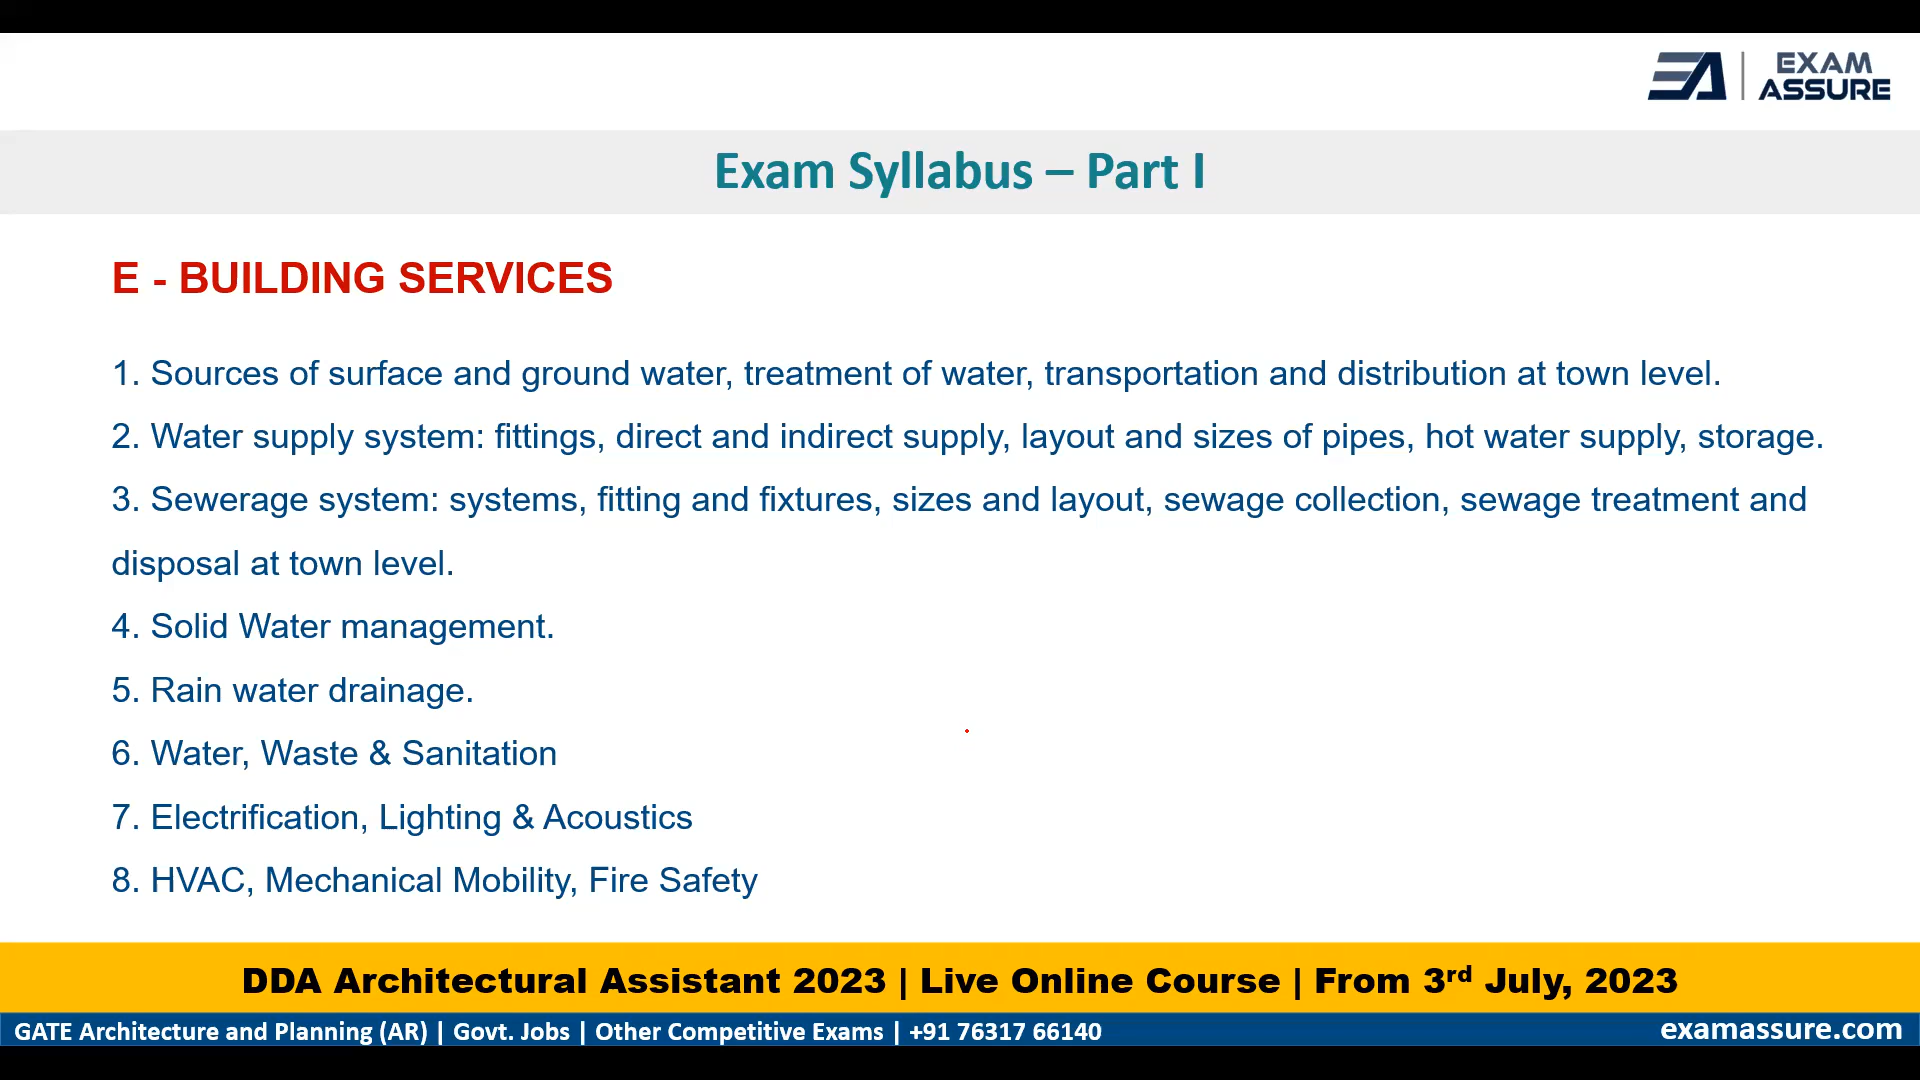 EXAM
ASSURE
Exam Syllabus – Part I
E - BUILDING SERVICES
1. Sources of surface and ground water, treatment of water, transportation and distribution at town level.
2. Water supply system: fittings, direct and indirect supply, layout and sizes of pipes, hot water supply, storage.
3. Sewerage system: systems, fitting and fixtures, sizes and layout, sewage collection, sewage treatment and
disposal at town level.
4. Solid Water management.
5. Rain water drainage.
6. Water, Waste & Sanitation
7. Electrification, Lighting & Acoustics
8. HVAC, Mechanical Mobility, Fire Safety
DDA Architectural Assistant 2023 | Live Online Course | From 3rd July, 2023
GATE Architecture and Planning (AR) | Govt. Jobs | Other Competitive Exams | +91 76317 66140
examassure.com